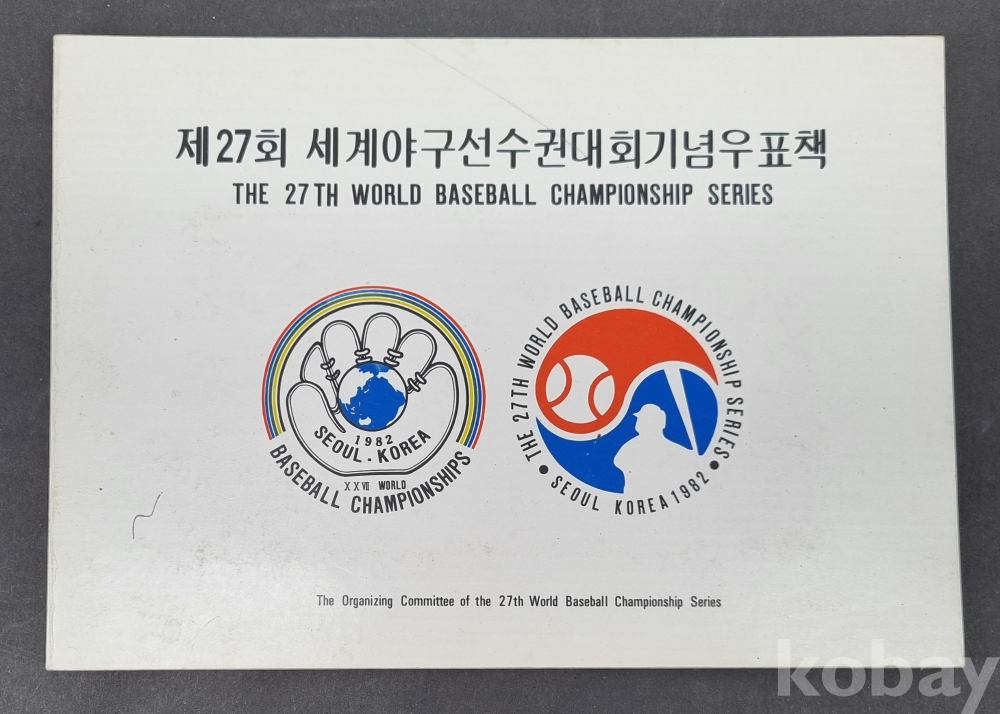 제27회 세계야구선수권대회기념우표책
THE 27TH WORLD BASEBALL CHAMPIONSHIP SERIES
1982
SEOUL - KOREA
XXVII WORLD
BASEBALL CHAMPIONSHIPS
• THE 27TH WORLD BASEBALL CHAMPIONSHIP SERIES •
SEOUL KOREA 1982
The Organizing Committee of the 27th World Baseball Championship Series
kobay